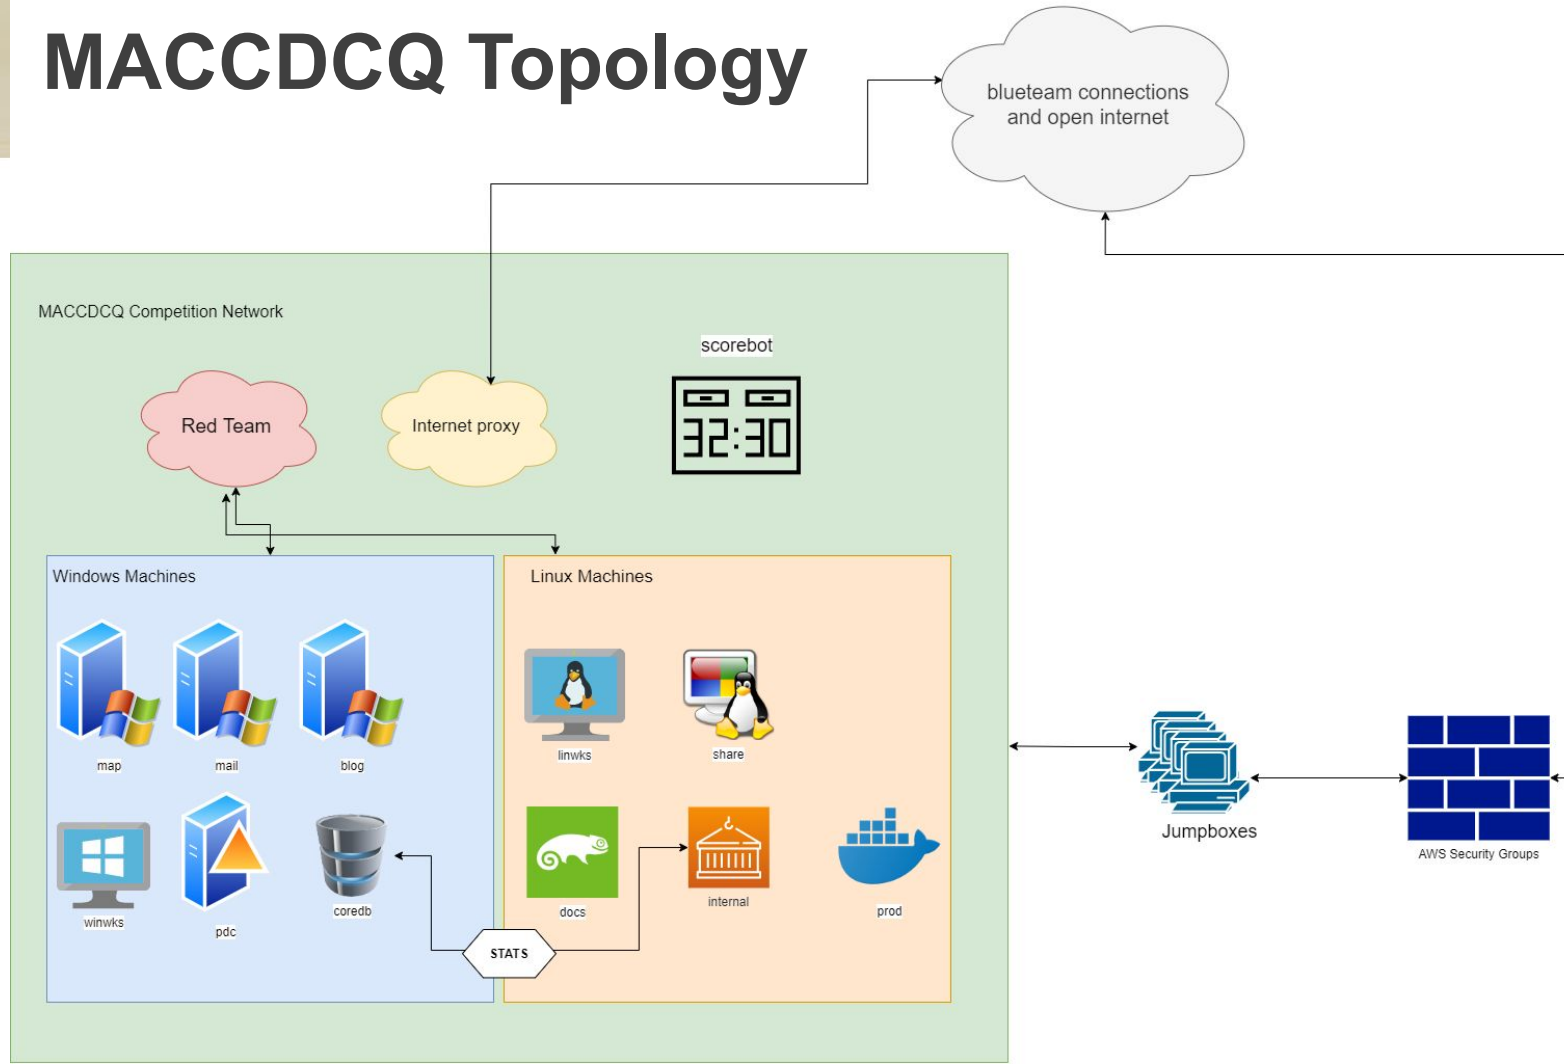 MACCDCQ Topology
blueteam connections
and open internet
MACCDCQ Competition Network
scorebot
32:30
Red Team
Internet proxy
Windows Machines
Linux Machines
map
mail
blog
linwks
share
winwks
pdc
coredb
docs
internal
prod
STATS
Jumpboxes
AWS Security Groups